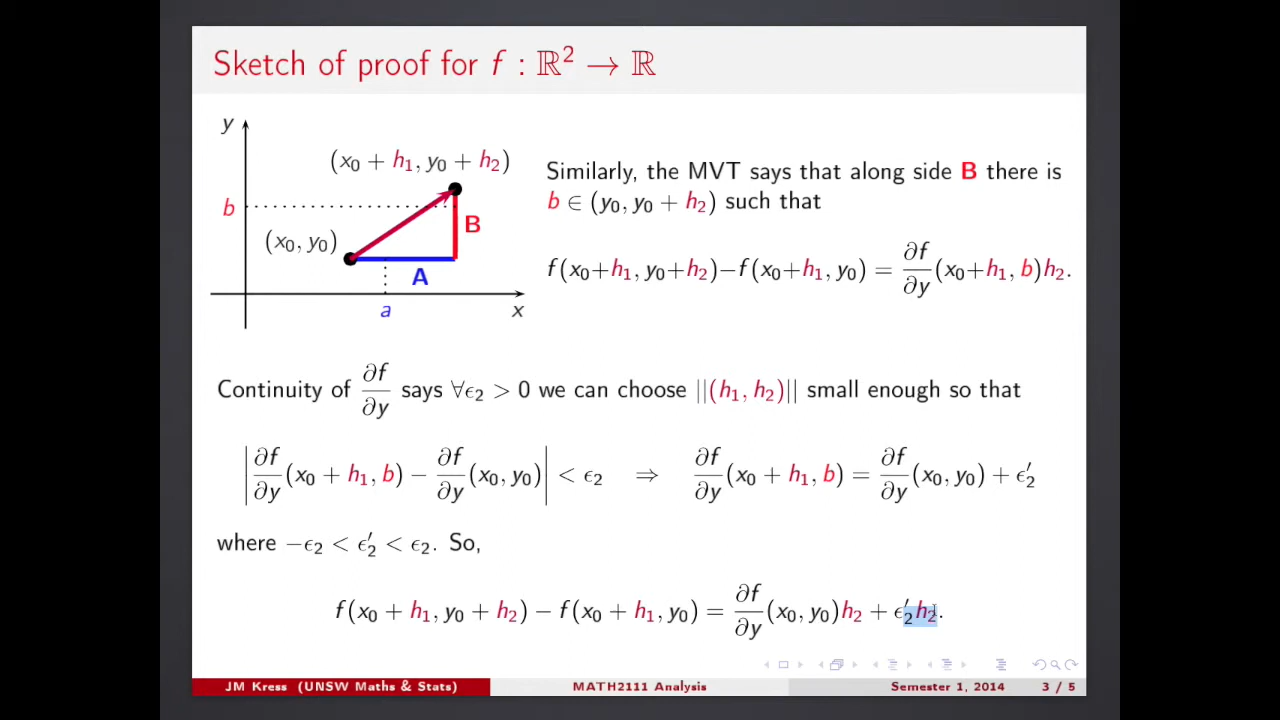 Sketch of proof for f : ℝ² → ℝ
y
(x₀ + h₁, y₀ + h₂)
b
(x₀, y₀)
B
A
a
x
Similarly, the MVT says that along side B there is
b ∈ (y₀, y₀ + h₂) such that
f(x₀+h₁, y₀+h₂)−f(x₀+h₁, y₀) = ∂f/∂y (x₀+h₁, b)h₂.
Continuity of ∂f/∂y says ∀ϵ₂ > 0 we can choose ||(h₁, h₂)|| small enough so that
|∂f/∂y (x₀ + h₁, b) − ∂f/∂y (x₀, y₀)| < ϵ₂ ⇒ ∂f/∂y (x₀ + h₁, b) = ∂f/∂y (x₀, y₀) + ϵ₂′
where −ϵ₂ < ϵ₂′ < ϵ₂. So,
f(x₀ + h₁, y₀ + h₂) − f(x₀ + h₁, y₀) = ∂f/∂y (x₀, y₀)h₂ + ϵ₂′h₂.
JM Kress (UNSW Maths & Stats) MATH2111 Analysis Semester 1, 2014 3 / 5